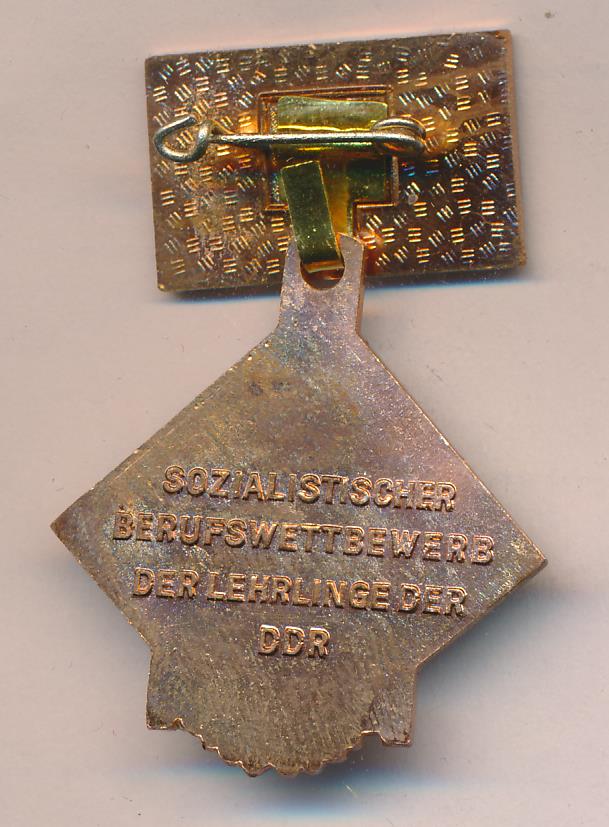 SOZIALISTISCHER
BERUFSWETTBEWERB
DER LEHRLINGE DER
DDR